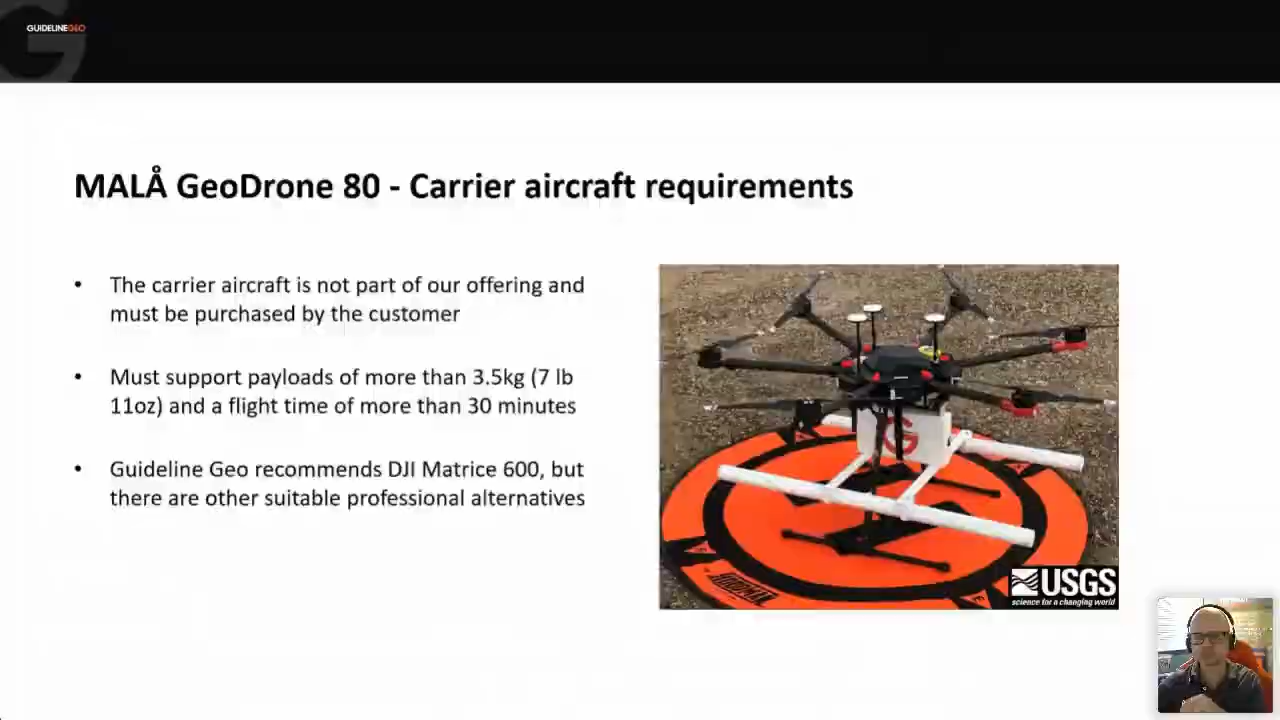 GUIDELINEGEO
MALÅ GeoDrone 80 - Carrier aircraft requirements
• The carrier aircraft is not part of our offering and
must be purchased by the customer
• Must support payloads of more than 3.5kg (7 lb
11oz) and a flight time of more than 30 minutes
• Guideline Geo recommends DJI Matrice 600, but
there are other suitable professional alternatives
USGS
science for a changing world